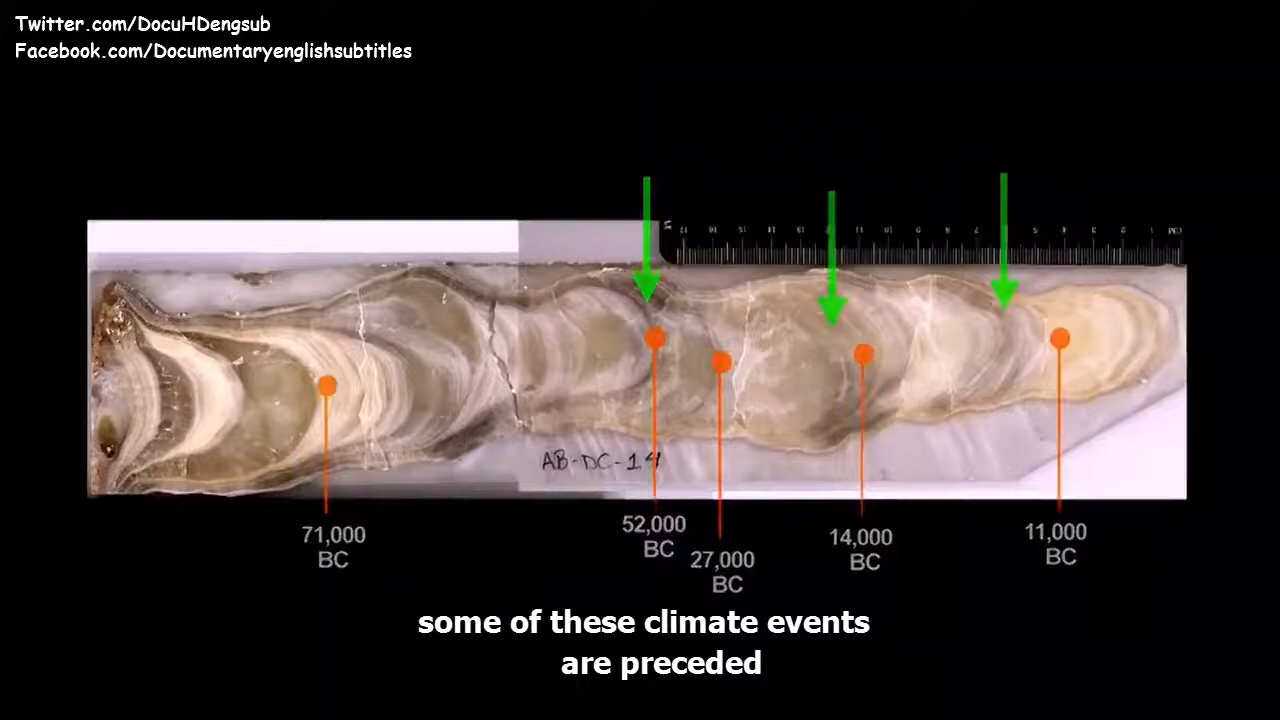 Twitter.com/DocuHDengsub
Facebook.com/Documentaryenglishsubtitles
AB-DC-14
71,000
BC
52,000
BC
27,000
BC
14,000
BC
11,000
BC
some of these climate events
are preceded